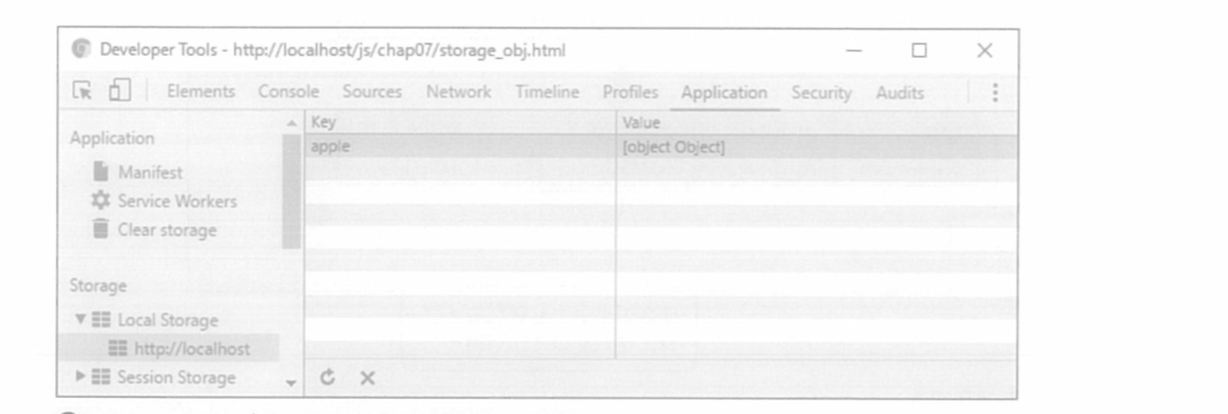 Developer Tools - http://localhost/js/chap07/storage_obj.html
Elements Console Sources Network Timeline Profiles Application Security Audits
Application
Manifest
Service Workers
Clear storage
Storage
Local Storage
http://localhost
Session Storage
Key Value
apple [object Object]